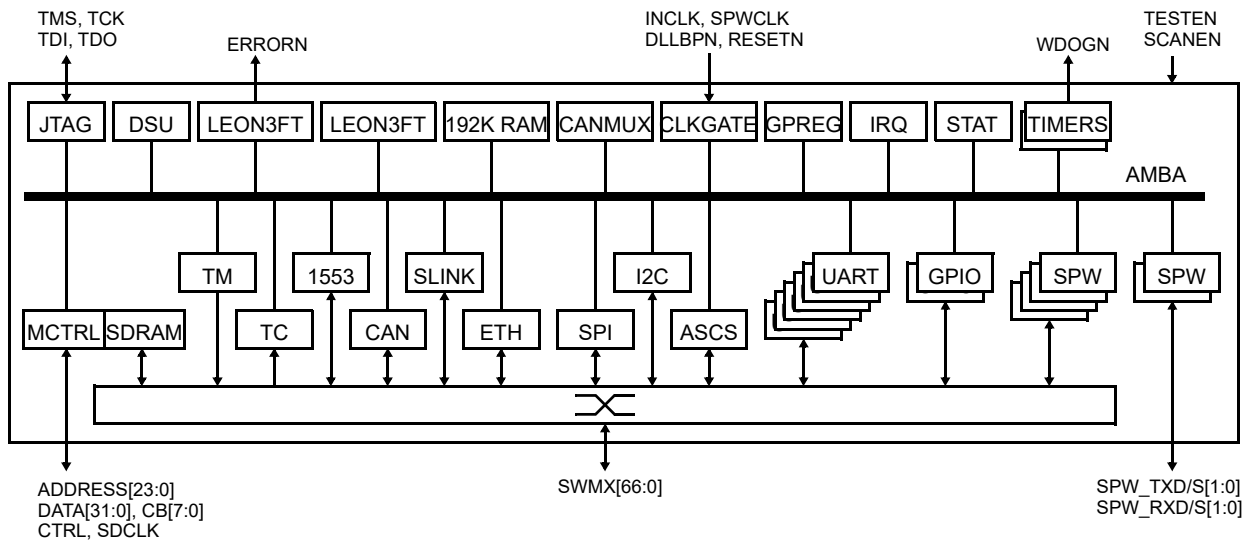 TMS, TCK
TDI, TDO
ERRORN
INCLK, SPWCLK
DLLBPN, RESETN
WDOGN
TESTEN
SCANEN
JTAG
DSU
LEON3FT
LEON3FT
192K RAM
CANMUX
CLKGATE
GPREG
IRQ
STAT
TIMERS
AMBA
TM
1553
SLINK
I2C
UART
GPIO
SPW
SPW
MCTRL
SDRAM
TC
CAN
ETH
SPI
ASCS
ADDRESS[23:0]
DATA[31:0], CB[7:0]
CTRL, SDCLK
SWMX[66:0]
SPW_TXD/S[1:0]
SPW_RXD/S[1:0]